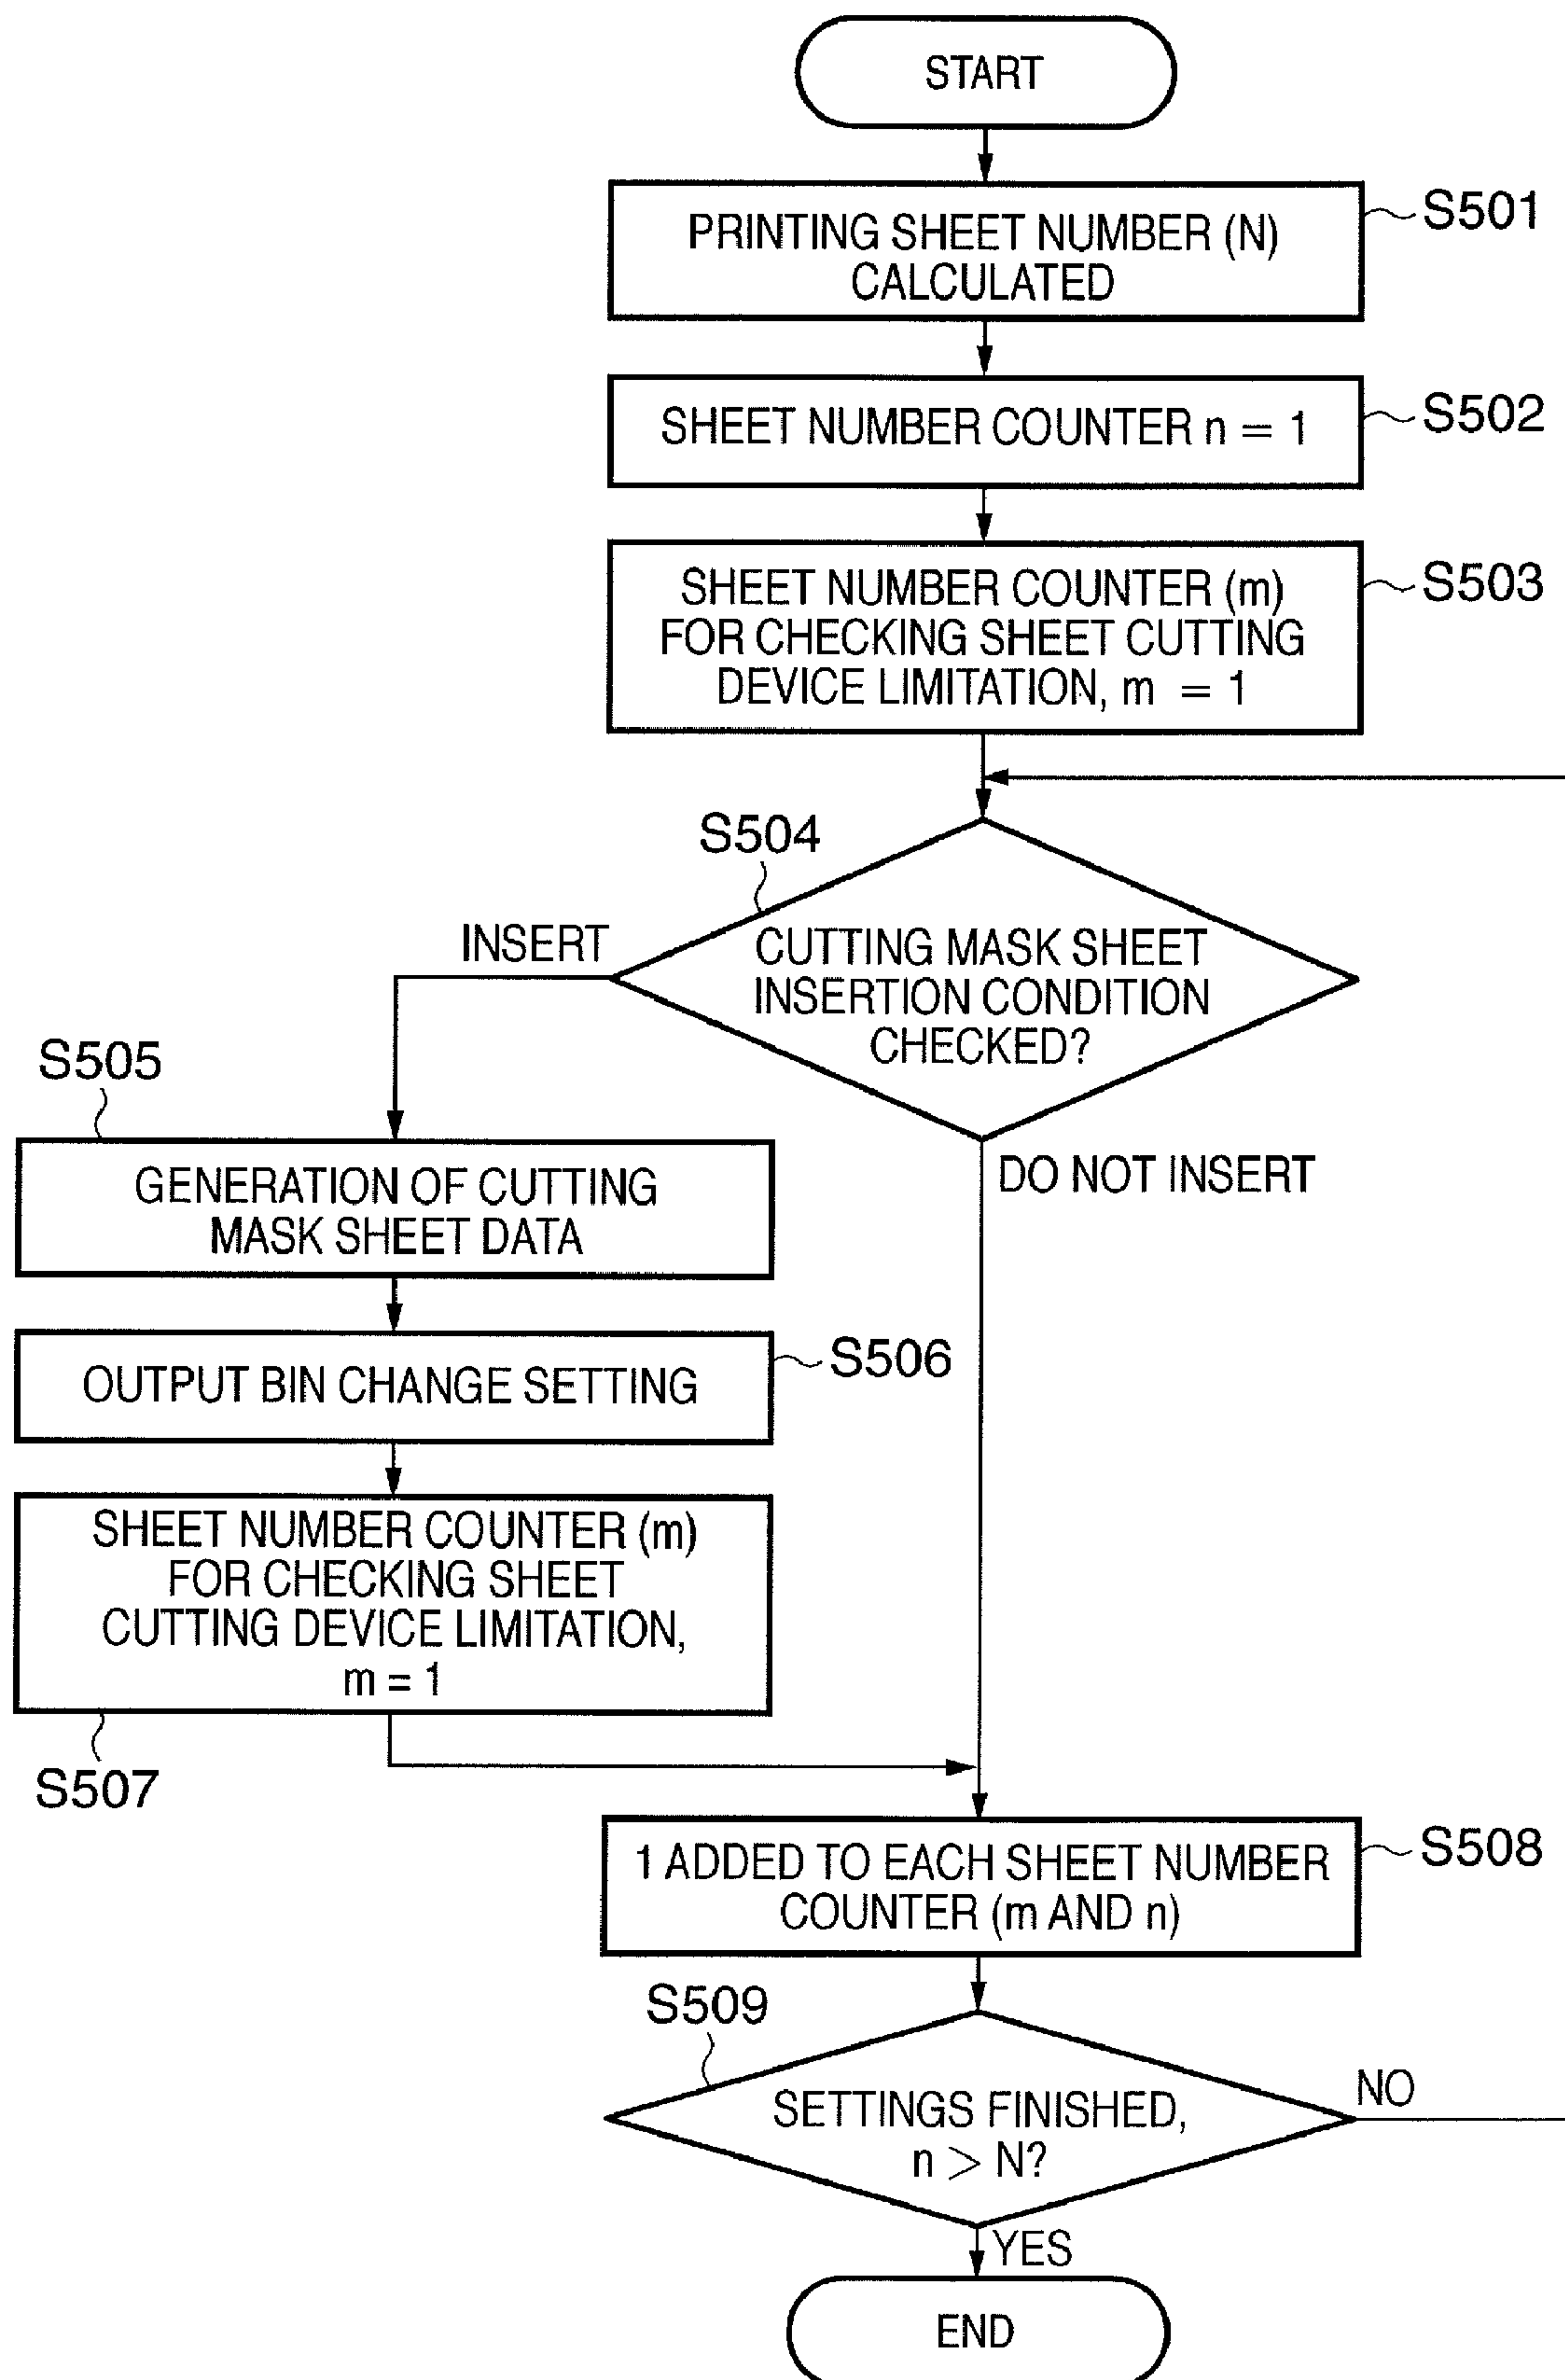 START
PRINTING SHEET NUMBER (N)
CALCULATED
S501
SHEET NUMBER COUNTER n = 1
S502
SHEET NUMBER COUNTER (m)
FOR CHECKING SHEET CUTTING
DEVICE LIMITATION, m = 1
S503
S504
CUTTING MASK SHEET
INSERTION CONDITION
CHECKED?
INSERT
DO NOT INSERT
S505
GENERATION OF CUTTING
MASK SHEET DATA
OUTPUT BIN CHANGE SETTING
S506
SHEET NUMBER COUNTER (m)
FOR CHECKING SHEET
CUTTING DEVICE LIMITATION,
m = 1
S507
1 ADDED TO EACH SHEET NUMBER
COUNTER (m AND n)
S508
S509
SETTINGS FINISHED,
n > N?
NO
YES
END